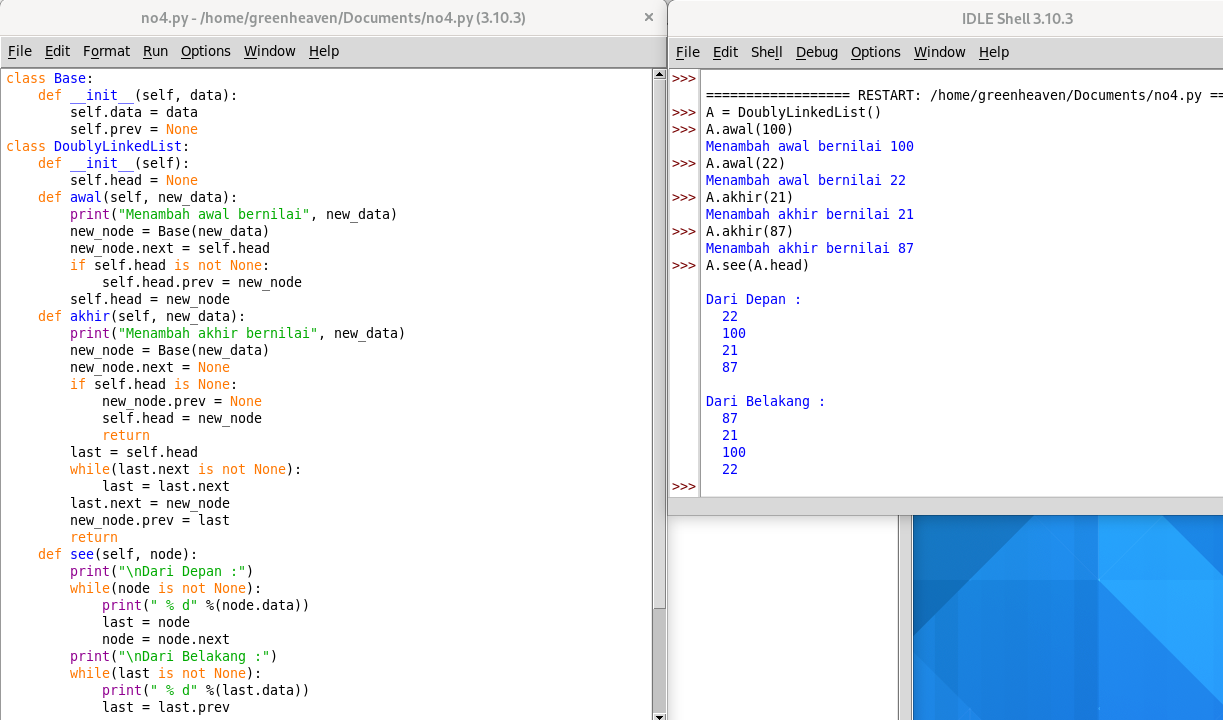 no4.py - /home/greenheaven/Documents/no4.py (3.10.3)
×
File Edit Format Run Options Window Help
class Base:
    def __init__(self, data):
        self.data = data
        self.prev = None
class DoublyLinkedList:
    def __init__(self):
        self.head = None
    def awal(self, new_data):
        print("Menambah awal bernilai", new_data)
        new_node = Base(new_data)
        new_node.next = self.head
        if self.head is not None:
            self.head.prev = new_node
        self.head = new_node
    def akhir(self, new_data):
        print("Menambah akhir bernilai", new_data)
        new_node = Base(new_data)
        new_node.next = None
        if self.head is None:
            new_node.prev = None
            self.head = new_node
            return
        last = self.head
        while(last.next is not None):
            last = last.next
        last.next = new_node
        new_node.prev = last
        return
    def see(self, node):
        print("\nDari Depan :")
        while(node is not None):
            print(" % d" %(node.data))
            last = node
            node = node.next
        print("\nDari Belakang :")
        while(last is not None):
            print(" % d" %(last.data))
            last = last.prev
IDLE Shell 3.10.3
File Edit Shell Debug Options Window Help
>>>
================== RESTART: /home/greenheaven/Documents/no4.py ==
>>> A = DoublyLinkedList()
>>> A.awal(100)
Menambah awal bernilai 100
>>> A.awal(22)
Menambah awal bernilai 22
>>> A.akhir(21)
Menambah akhir bernilai 21
>>> A.akhir(87)
Menambah akhir bernilai 87
>>> A.see(A.head)

Dari Depan :
  22
  100
  21
  87

Dari Belakang :
  87
  21
  100
  22
>>>